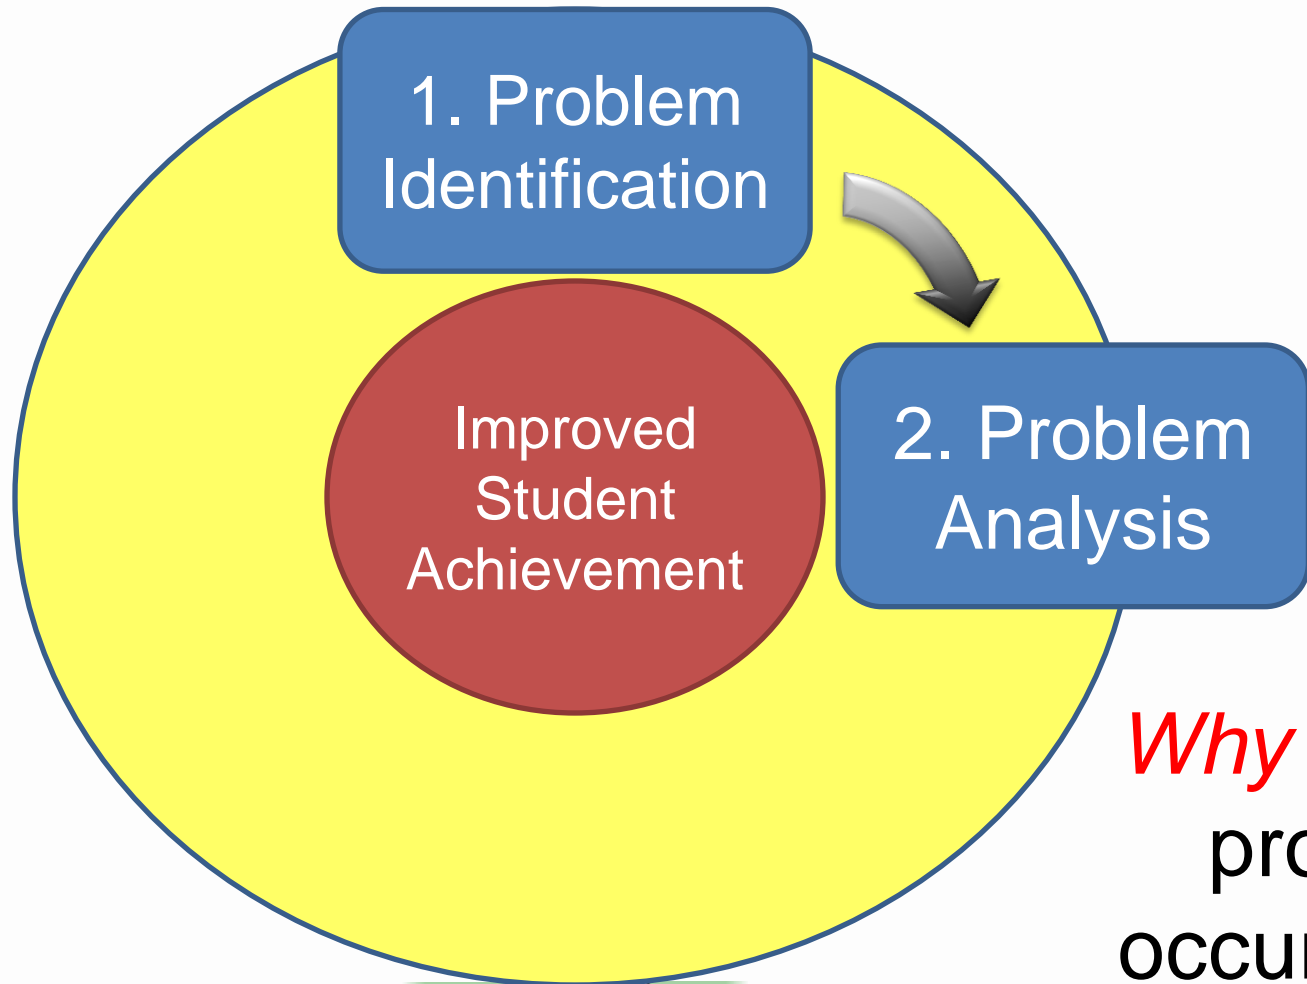 1. Problem
Identification
Improved
Student
Achievement
2. Problem
Analysis
Why